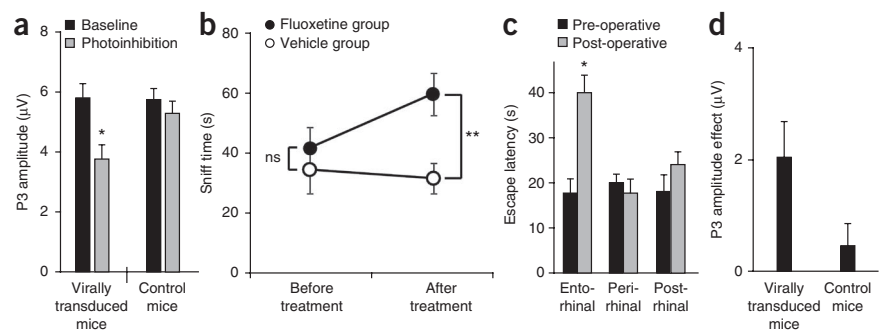 a
Baseline
Photoinhibition
P3 amplitude (μV)
8
6
4
2
0
*
Virally
transduced
mice
Control
mice
b
Fluoxetine group
Vehicle group
Sniff time (s)
80
60
40
20
0
ns
**
Before
treatment
After
treatment
c
Pre-operative
Post-operative
Escape latency (s)
40
30
20
10
0
*
Ento-
rhinal
Peri-
rhinal
Post-
rhinal
d
P3 amplitude effect (μV)
4
2
0
Virally
transduced
mice
Control
mice